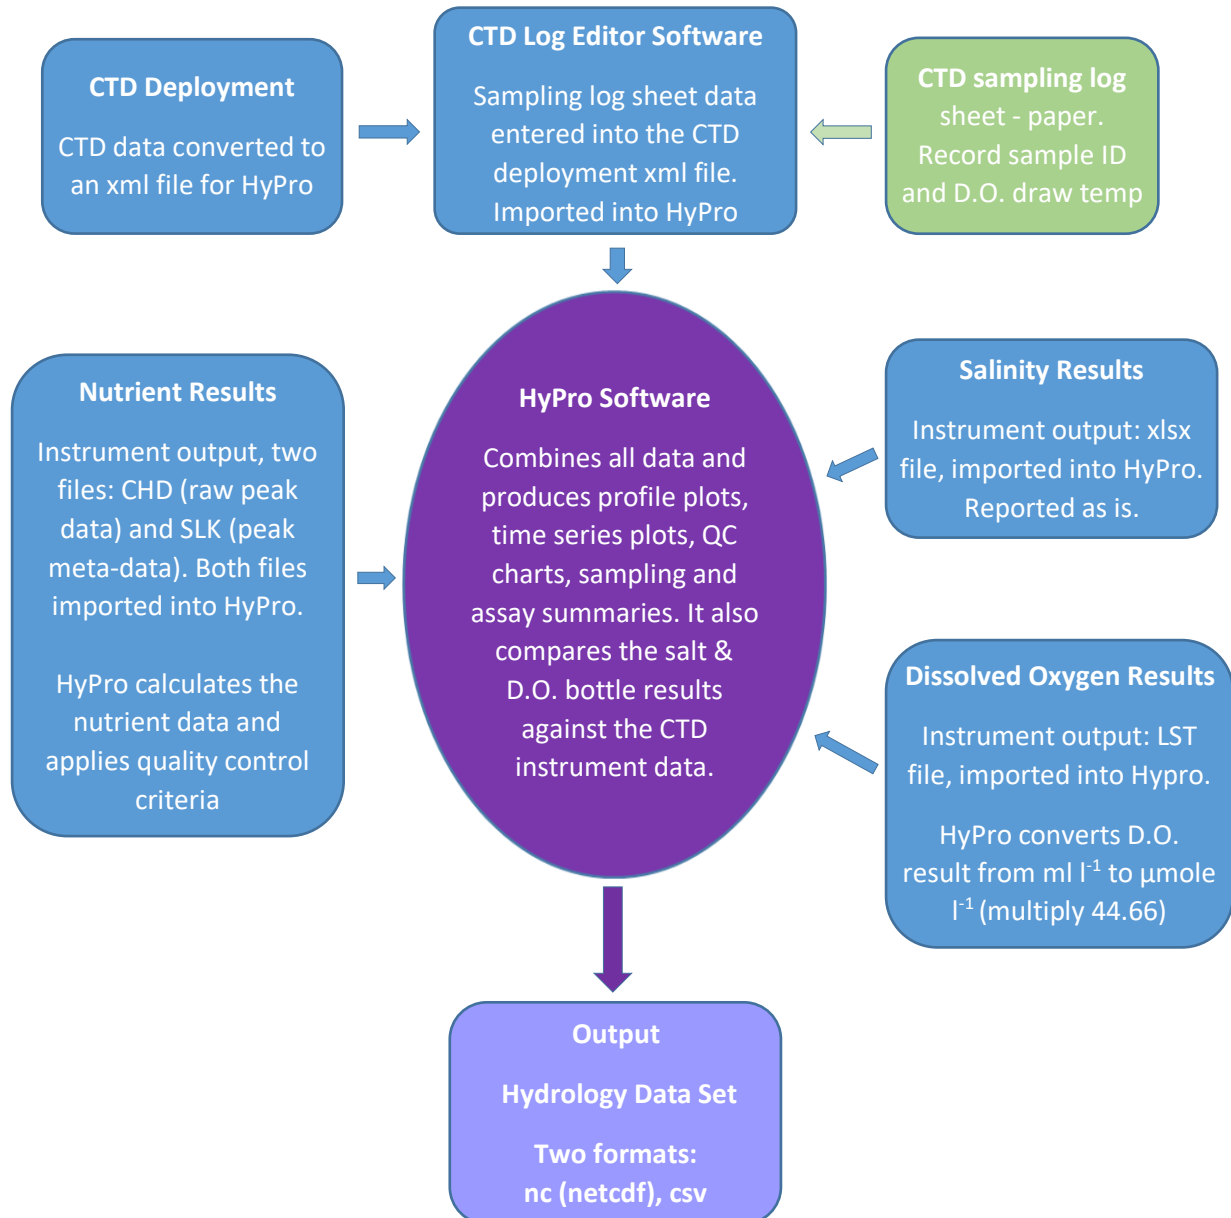 CTD Deployment
CTD data converted to
an xml file for HyPro
CTD Log Editor Software
Sampling log sheet data
entered into the CTD
deployment xml file.
Imported into HyPro
CTD sampling log
sheet - paper.
Record sample ID
and D.O. draw temp
Nutrient Results
Instrument output, two
files: CHD (raw peak
data) and SLK (peak
meta-data). Both files
imported into HyPro.
HyPro calculates the
nutrient data and
applies quality control
criteria
HyPro Software
Combines all data and
produces profile plots,
time series plots, QC
charts, sampling and
assay summaries. It also
compares the salt &
D.O. bottle results
against the CTD
instrument data.
Salinity Results
Instrument output: xlsx
file, imported into HyPro.
Reported as is.
Dissolved Oxygen Results
Instrument output: LST
file, imported into Hypro.
HyPro converts D.O.
result from ml l⁻¹ to µmole
l⁻¹ (multiply 44.66)
Output
Hydrology Data Set
Two formats:
nc (netcdf), csv